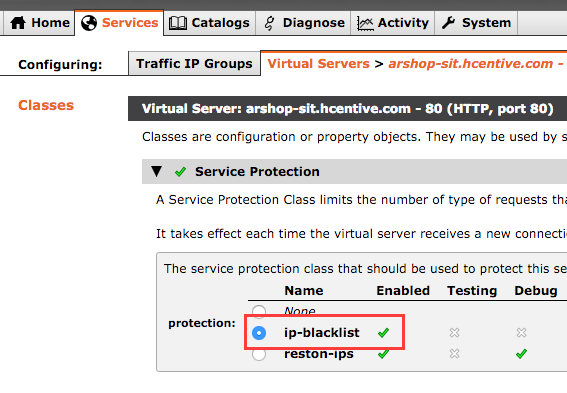 Home Services Catalogs Diagnose Activity System
Configuring: Traffic IP Groups Virtual Servers > arshop-sit.hcentive.com -
Classes
Virtual Server: arshop-sit.hcentive.com - 80 (HTTP, port 80)
Classes are configuration or property objects. They may be used by s
▼ Service Protection
A Service Protection Class limits the number of type of requests tha
It takes effect each time the virtual server receives a new connecti
The service protection class that should be used to protect this se
Name Enabled Testing Debug
None
protection:
ip-blacklist
reston-ips